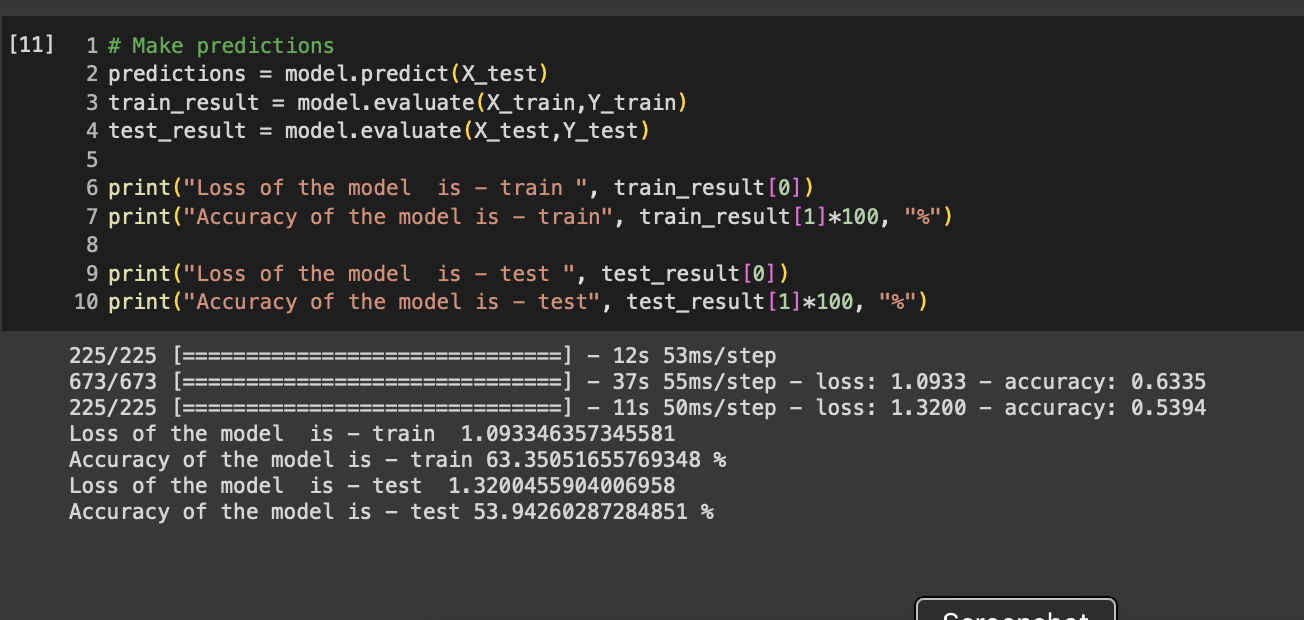 [11] 1 # Make predictions
2 predictions = model.predict(X_test)
3 train_result = model.evaluate(X_train,Y_train)
4 test_result = model.evaluate(X_test,Y_test)
5
6 print("Loss of the model  is - train ", train_result[0])
7 print("Accuracy of the model is - train", train_result[1]*100, "%")
8
9 print("Loss of the model  is - test ", test_result[0])
10 print("Accuracy of the model is - test", test_result[1]*100, "%")
225/225 [==============================] - 12s 53ms/step
673/673 [==============================] - 37s 55ms/step - loss: 1.0933 - accuracy: 0.6335
225/225 [==============================] - 11s 50ms/step - loss: 1.3200 - accuracy: 0.5394
Loss of the model  is - train  1.093346357345581
Accuracy of the model is - train 63.35051655769348 %
Loss of the model  is - test  1.3200455904006958
Accuracy of the model is - test 53.94260287284851 %
Screenshot